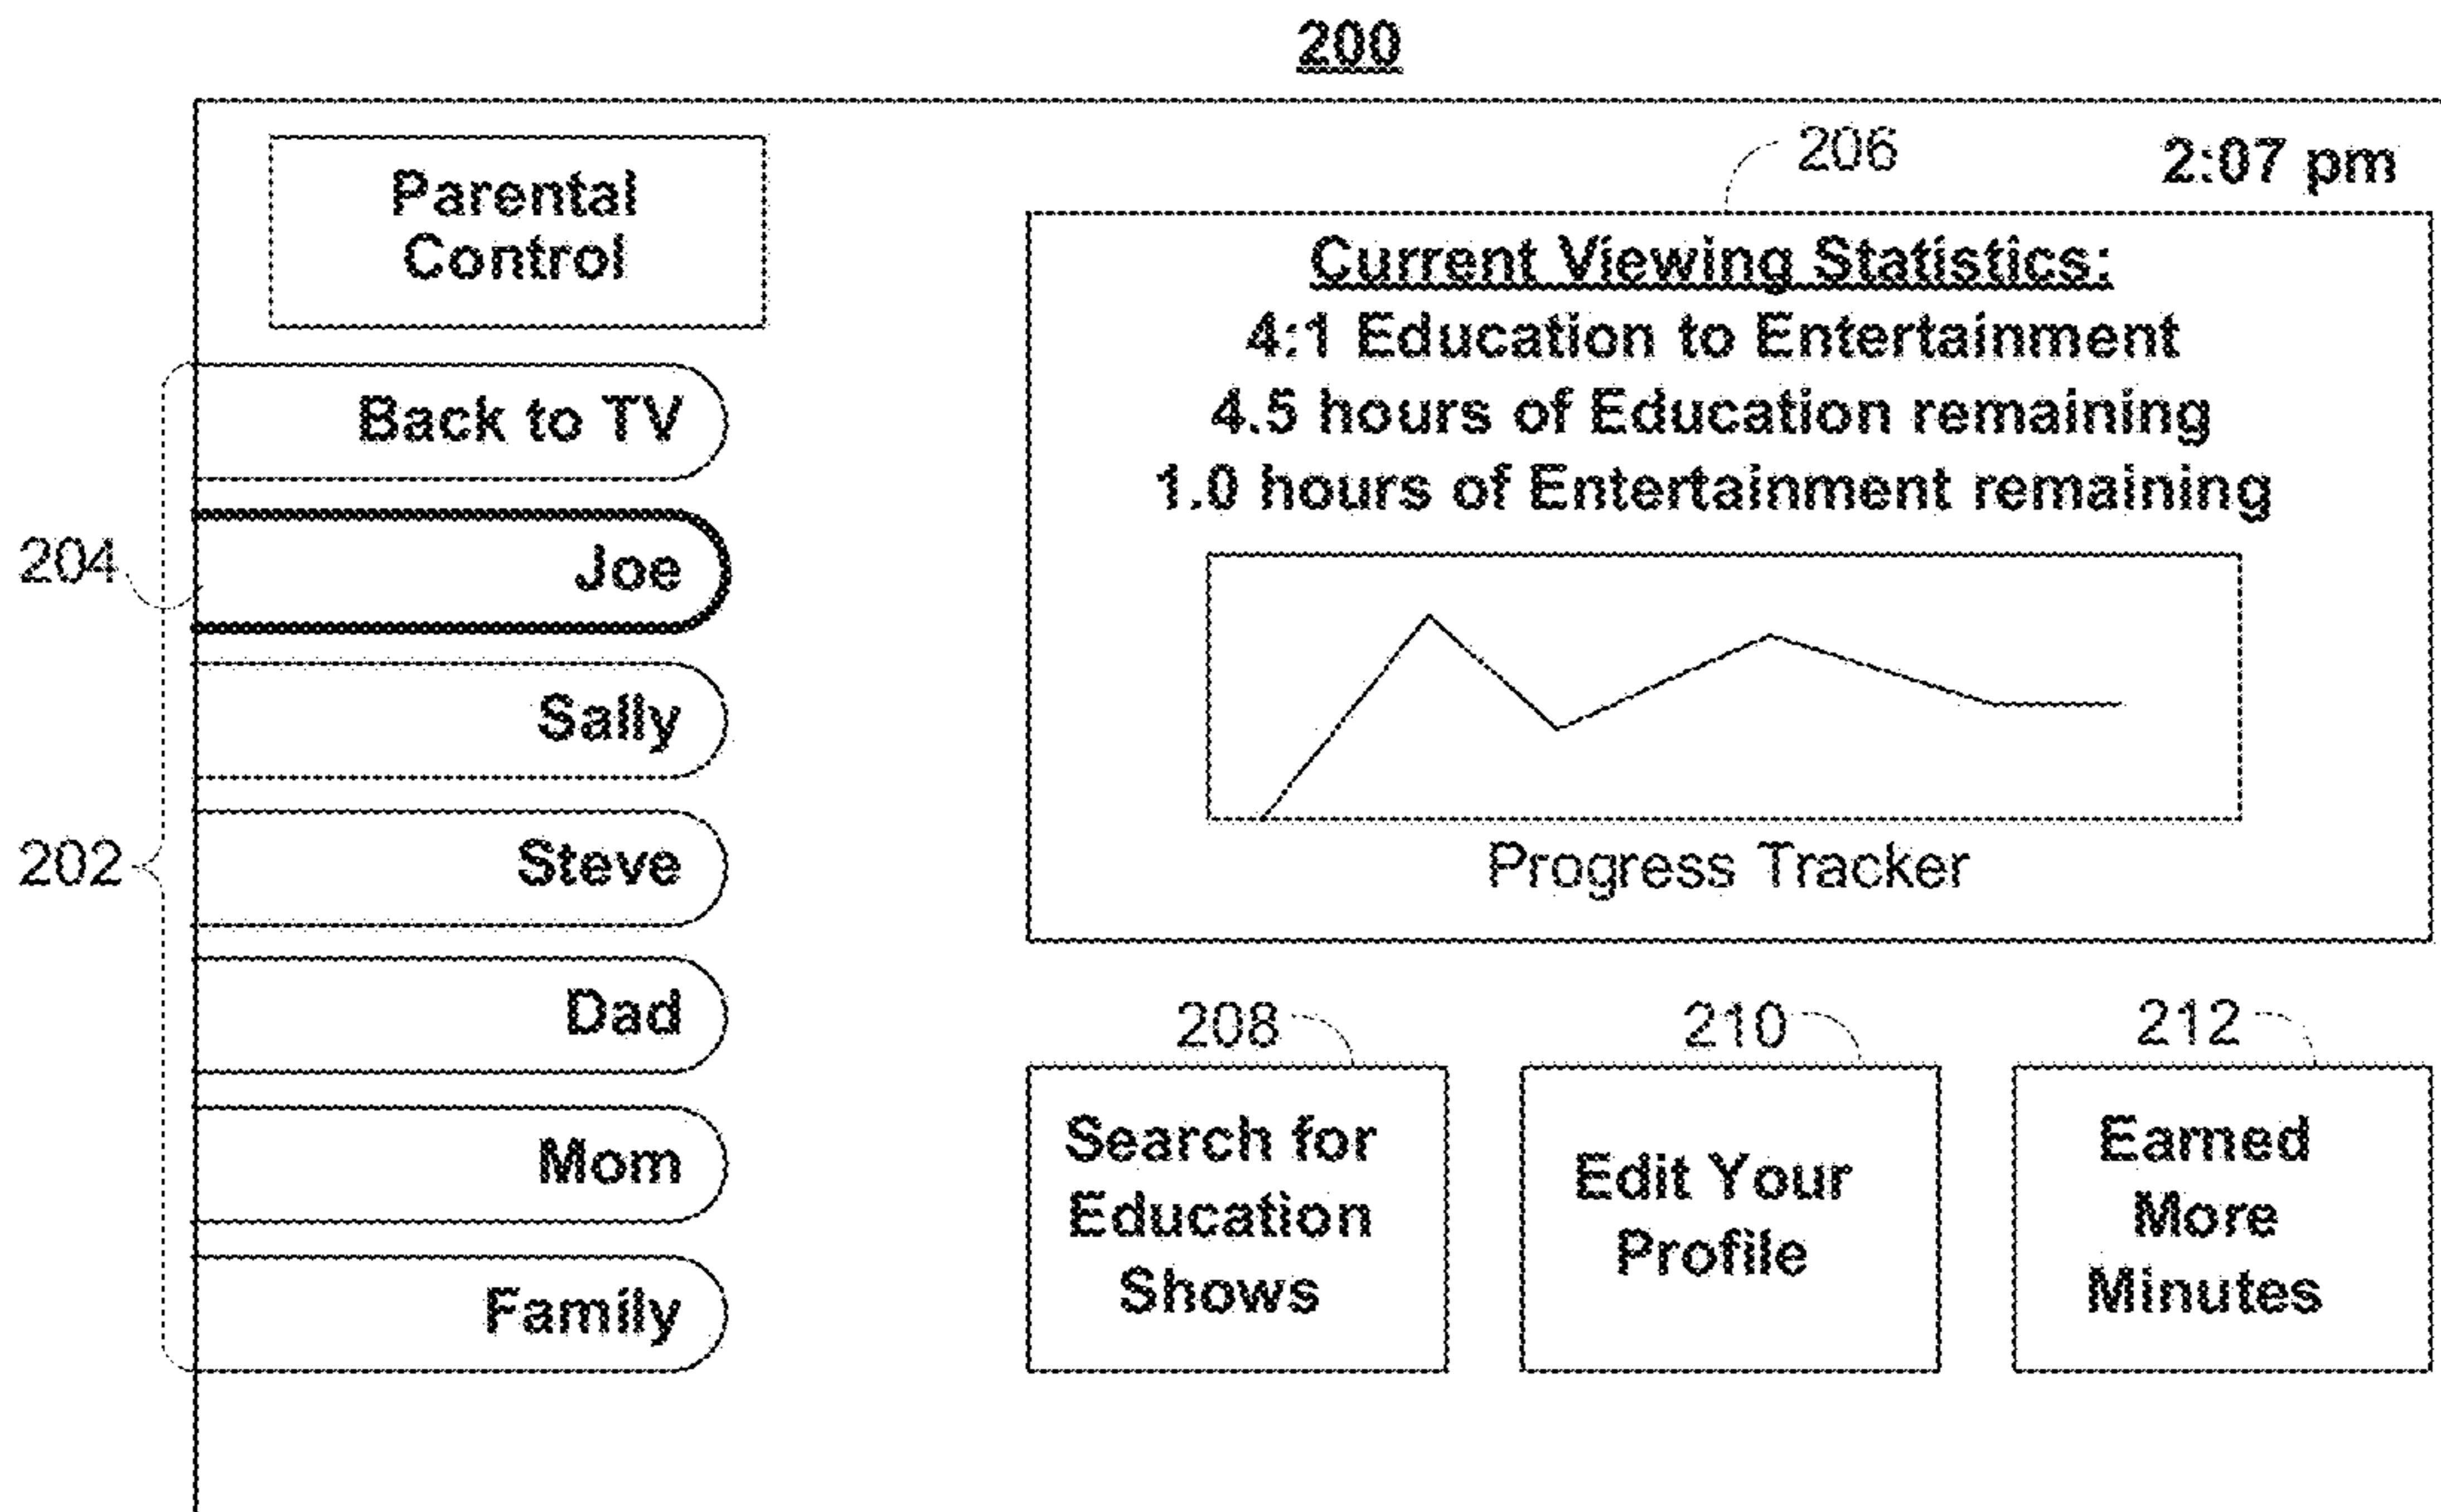 200
Parental
Control
206
2:07 pm
Current Viewing Statistics:
4:1 Education to Entertainment
4.5 hours of Education remaining
1.0 hours of Entertainment remaining
Back to TV
204
Joe
Sally
202
Steve
Dad
Mom
Family
Progress Tracker
208
210
212
Search for
Education
Shows
Edit Your
Profile
Earned
More
Minutes